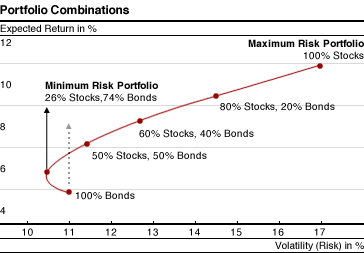 Portfolio Combinations
Expected Return in %
12
Maximum Risk Portfolio
100% Stocks
10
Minimum Risk Portfolio
26% Stocks,74% Bonds
80% Stocks, 20% Bonds
8
60% Stocks, 40% Bonds
50% Stocks, 50% Bonds
6
100% Bonds
4
10 11 12 13 14 15 16 17
Volatility (Risk) in %